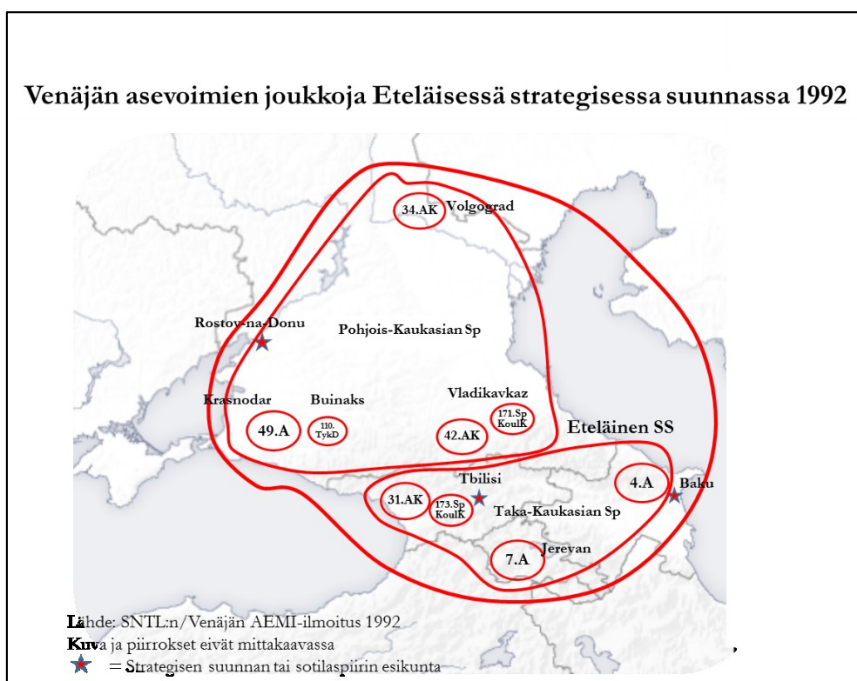 Venäjän asevoimien joukkoja Eteläisessä strategisessa suunnassa 1992
34.AK
Volgograd
Rostov-na-Donu
Pohjois-Kaukasian Sp
Krasnodar
Buinaks
Vladikavkaz
49.A
110.
TykD
42.AK
171.Sp
KoulK
Eteläinen SS
Tbilisi
31.AK
173.Sp
KoulK
Taka-Kaukasian Sp
4.A
Baku
7.A
Jerevan
Lähde: SNTL:n/Venäjän AEMI-ilmoitus 1992
Kuva ja piirrokset eivät mittakaavassa
= Strategisen suunnan tai sotilaspiirin esikunta